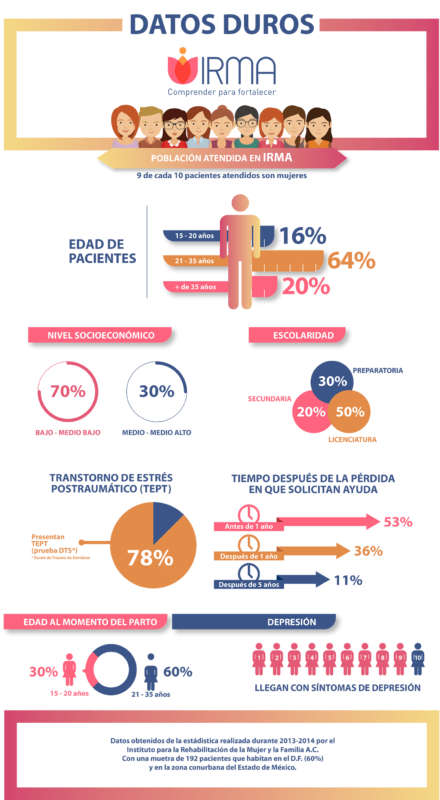 DATOS DUROS
IRMA
Comprender para fortalecer
POBLACIÓN ATENDIDA EN IRMA
9 de cada 10 pacientes atendidos son mujeres
EDAD DE
PACIENTES
15 - 20 años
16%
21 - 35 años
64%
+ de 35 años
20%
NIVEL SOCIOECONÓMICO
70%
BAJO - MEDIO BAJO
30%
MEDIO - MEDIO ALTO
ESCOLARIDAD
30%
PREPARATORIA
SECUNDARIA
20%
50%
LICENCIATURA
TRANSTORNO DE ESTRÉS
POSTRAUMÁTICO (TEPT)
Presentan
TEPT
(prueba DTS*)
* Escala de Trauma de Davidson
78%
TIEMPO DESPUÉS DE LA PÉRDIDA
EN QUE SOLICITAN AYUDA
Antes de 1 año
53%
Después de 1 año
36%
Después de 5 años
11%
EDAD AL MOMENTO DEL PARTO
30%
15 - 20 años
60%
21 - 35 años
DEPRESIÓN
1 2 3 4 5 6 7 8 9 10
LLEGAN CON SÍNTOMAS DE DEPRESIÓN
Datos obtenidos de la estádistica realizada durante 2013-2014 por el
Instituto para la Rehabilitación de la Mujer y la Familia A.C.
Con una muetra de 192 pacientes que habitan en el D.F. (60%)
y en la zona conurbana del Estado de México.